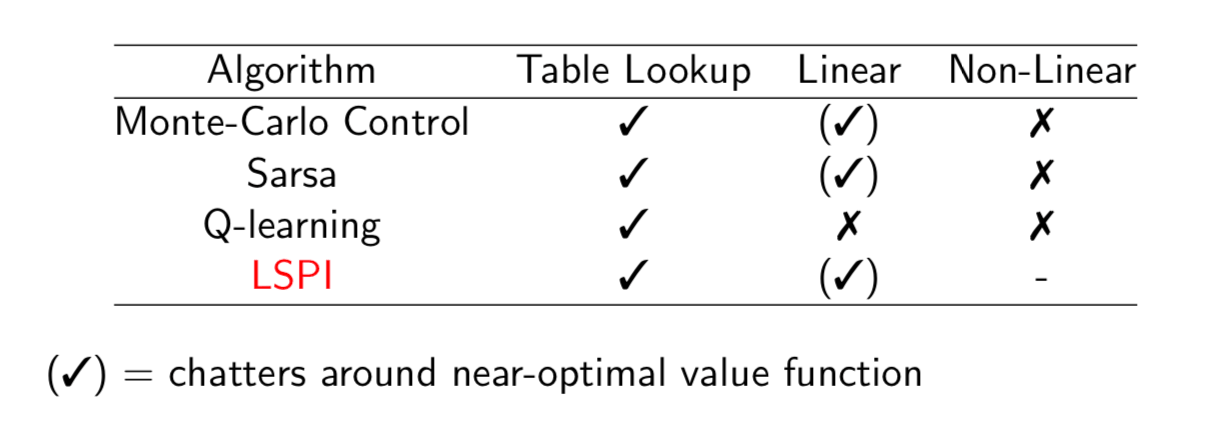 Algorithm Table Lookup Linear Non-Linear
Monte-Carlo Control ✓ (✓) ✗
Sarsa ✓ (✓) ✗
Q-learning ✓ ✗ ✗
LSPI ✓ (✓) -
(✓) = chatters around near-optimal value function